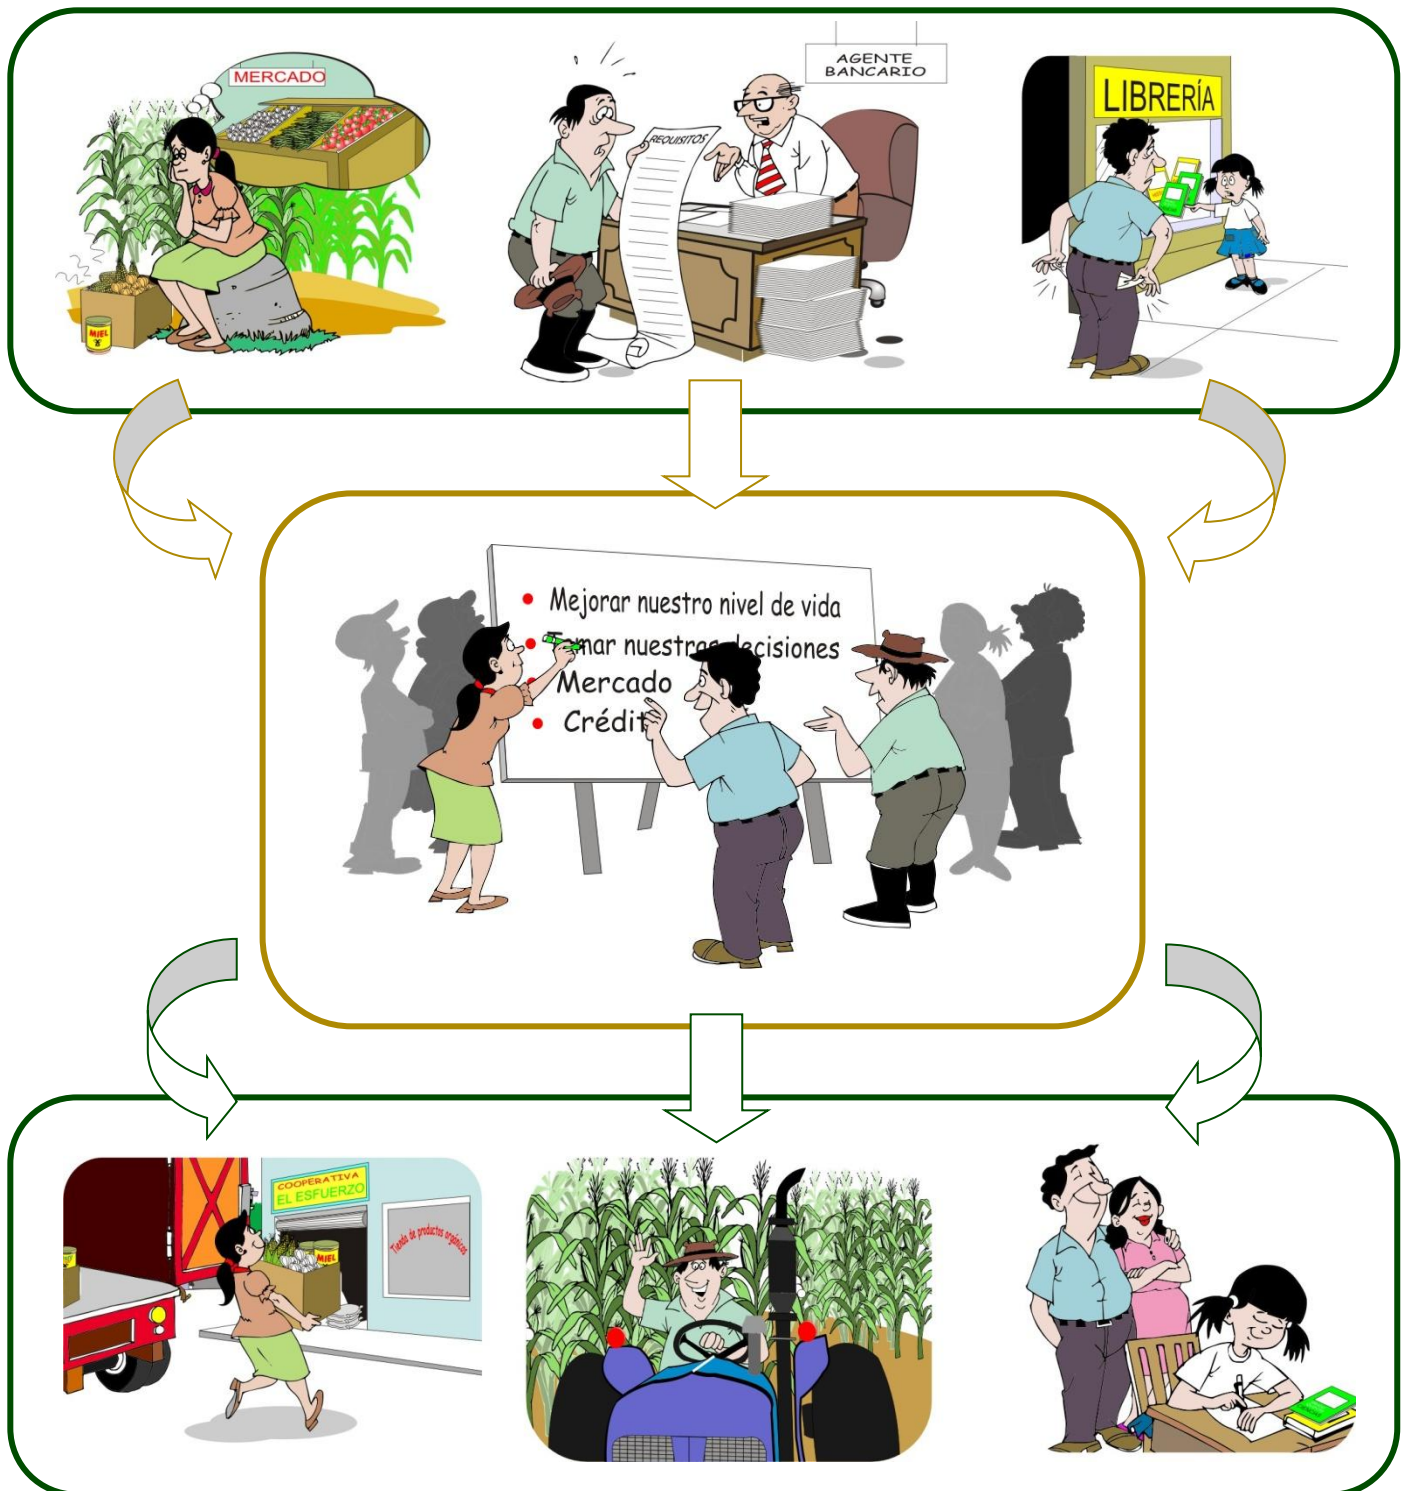 MERCADO
AGENTE
BANCARIO
REQUISITOS
LIBRERÍA
MIEL
Mejorar nuestro nivel de vida
Tomar nuestras decisiones
Mercado
Crédit
COOPERATIVA
EL ESFUERZO
MIEL
Tienda de productos orgánicos